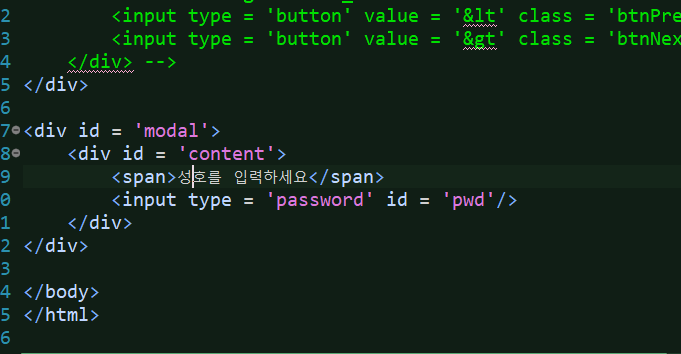 2 <input type = 'button' value = '&lt' class = 'btnPre
3 <input type = 'button' value = '&gt' class = 'btnNex
4 </div> -->
5 </div>
6
7 <div id = 'modal'>
8 <div id = 'content'>
9 <span>성호를 입력하세요</span>
0 <input type = 'password' id = 'pwd'/>
1 </div>
2 </div>
3
4 </body>
5 </html>
6